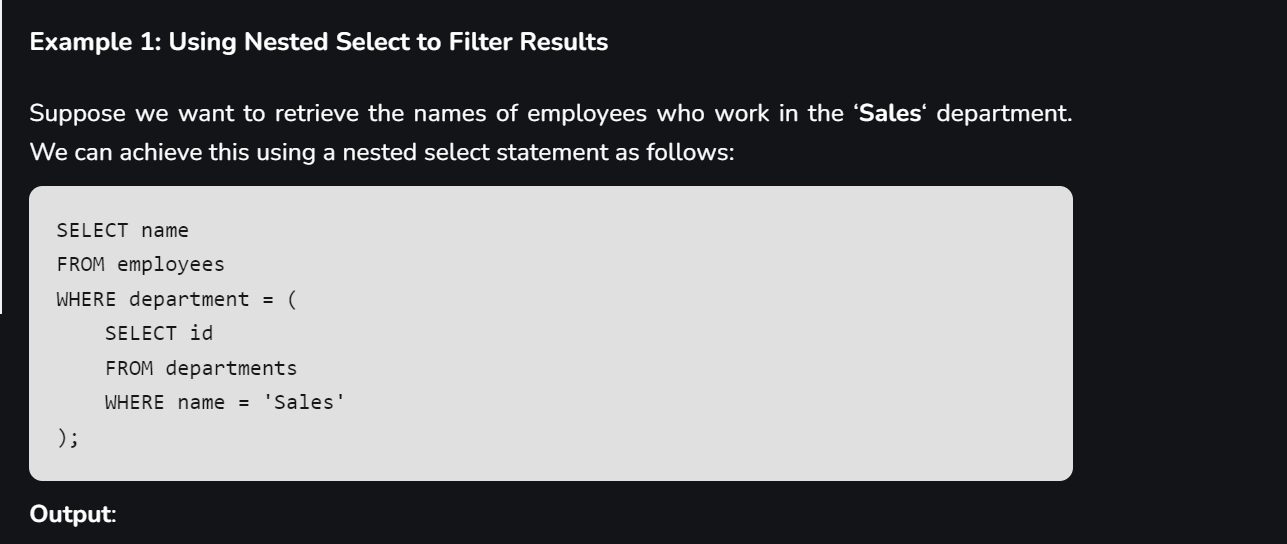 Example 1: Using Nested Select to Filter Results
Suppose we want to retrieve the names of employees who work in the ‘Sales‘ department.
We can achieve this using a nested select statement as follows:
SELECT name
FROM employees
WHERE department = (
    SELECT id
    FROM departments
    WHERE name = 'Sales'
);
Output: